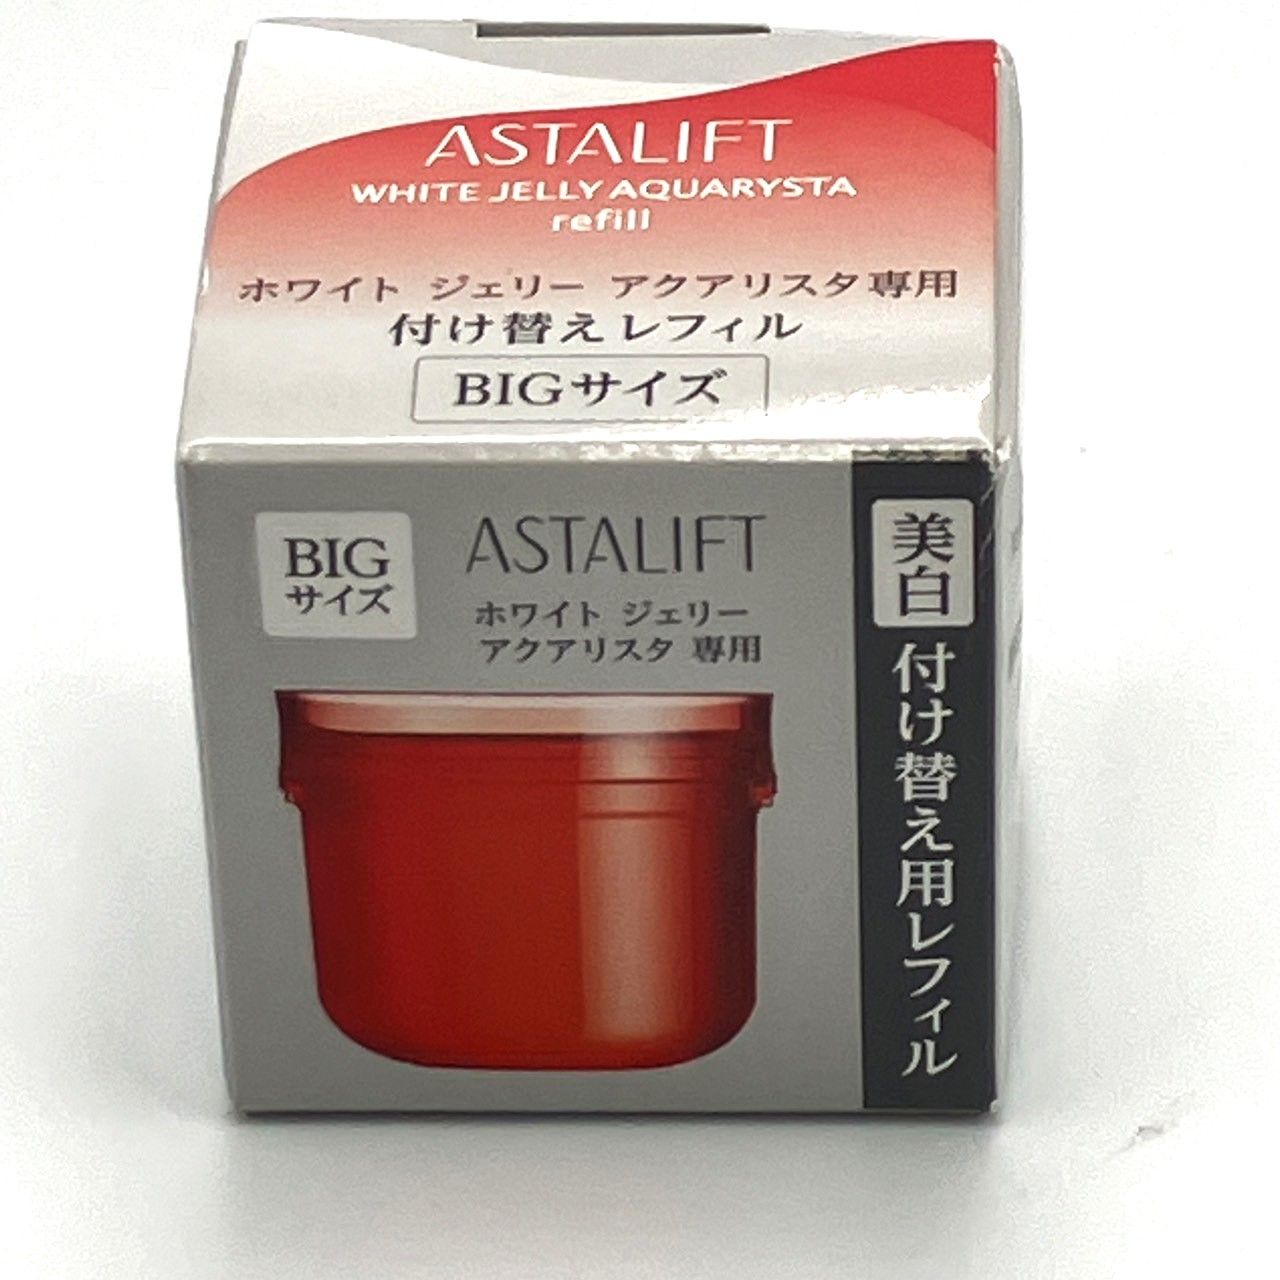 ASTALIFT
WHITE JELLY AQUARYSTA
refill
ホワイト ジェリー アクアリスタ専用
付け替えレフィル
BIGサイズ
BIG
サイズ
ASTALIFT
ホワイト ジェリー
アクアリスタ 専用
美白
付け替え用レフィル